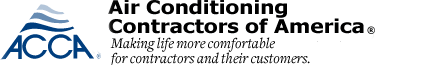 ACCA®
Air Conditioning
Contractors of America®
Making life more comfortable
for contractors and their customers.